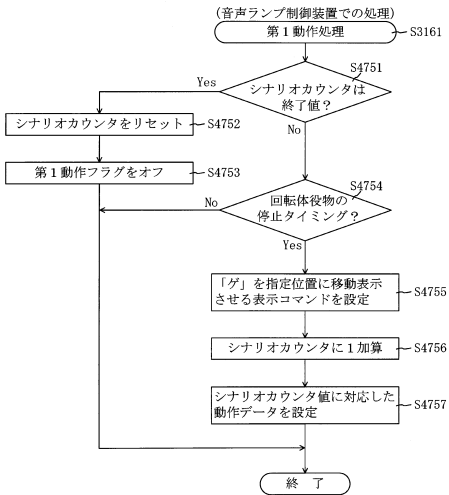 (音声ランプ制御装置での処理)
第1動作処理
S3161
S4751
シナリオカウンタは
終了値?
Yes
No
シナリオカウンタをリセット
S4752
第1動作フラグをオフ
S4753
S4754
回転体役物の
停止タイミング?
No
Yes
「ゲ」を指定位置に移動表示
させる表示コマンドを設定
S4755
シナリオカウンタに1加算
S4756
シナリオカウンタ値に対応した
動作データを設定
S4757
終 了